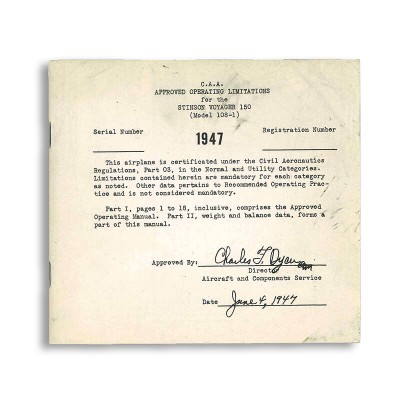 C.A.A.
APPROVED OPERATING LIMITATIONS
for the
STINSON VOYAGER 150
(Model 108-1)
Serial Number Registration Number
1947
This airplane is certificated under the Civil Aeronautics
Regulations, Part 03, in the Normal and Utility Categories.
Limitations contained herein are mandatory for each category
as noted. Other data pertains to Recommended Operating Prac-
tice and is not considered mandatory.
Part I, pages 1 to 18, inclusive, comprises the Approved
Operating Manual. Part II, weight and balance data, forms a
part of this manual.
Approved By: Charles F.
Director
Aircraft and Components Service
Date June 4, 1947